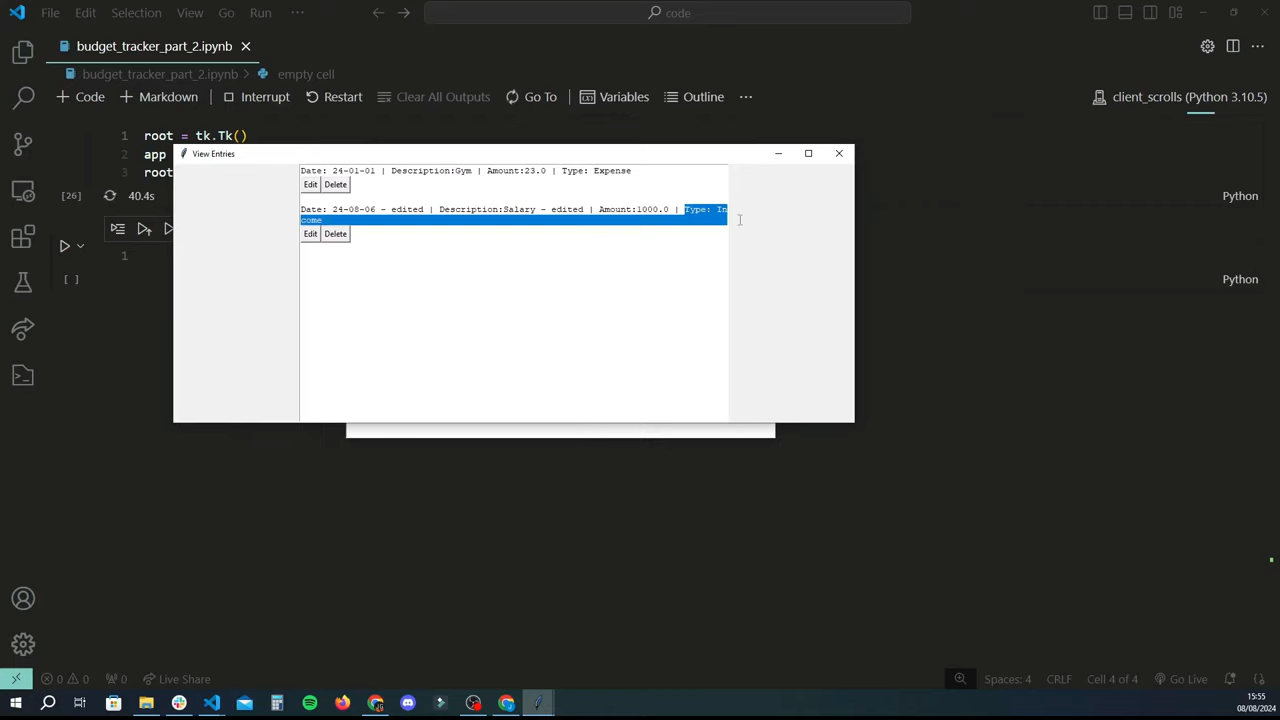 File Edit Selection View Go Run ··· code
budget_tracker_part_2.ipynb
budget_tracker_part_2.ipynb > empty cell
+ Code + Markdown Interrupt Restart Clear All Outputs Go To Variables Outline ··· client_scrolls (Python 3.10.5)
1 root = tk.Tk()
2 app
3 root
[26] 40.4s Python
1
[ ] Python
View Entries
Date: 24-01-01 | Description:Gym | Amount:23.0 | Type: Expense
Edit Delete
Date: 24-08-06 - edited | Description:Salary - edited | Amount:1000.0 | Type: In
come
Edit Delete
0 0 0 Live Share Spaces: 4 CRLF Cell 4 of 4 Go Live
15:55
08/08/2024